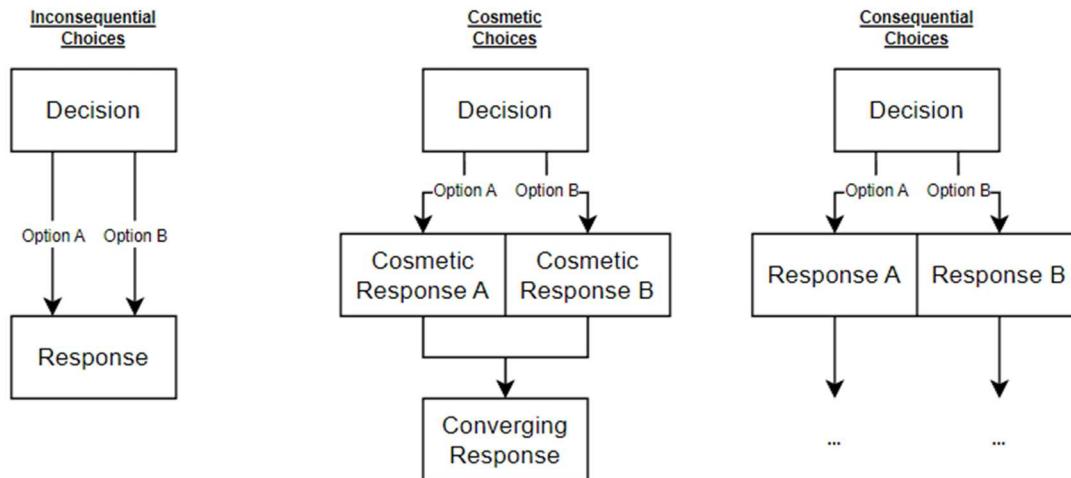 Inconsequential
Choices
Decision
Option A
Option B
Response
Cosmetic
Choices
Decision
Option A
Option B
Cosmetic
Response A
Cosmetic
Response B
Converging
Response
Consequential
Choices
Decision
Option A
Option B
Response A
Response B
...
...